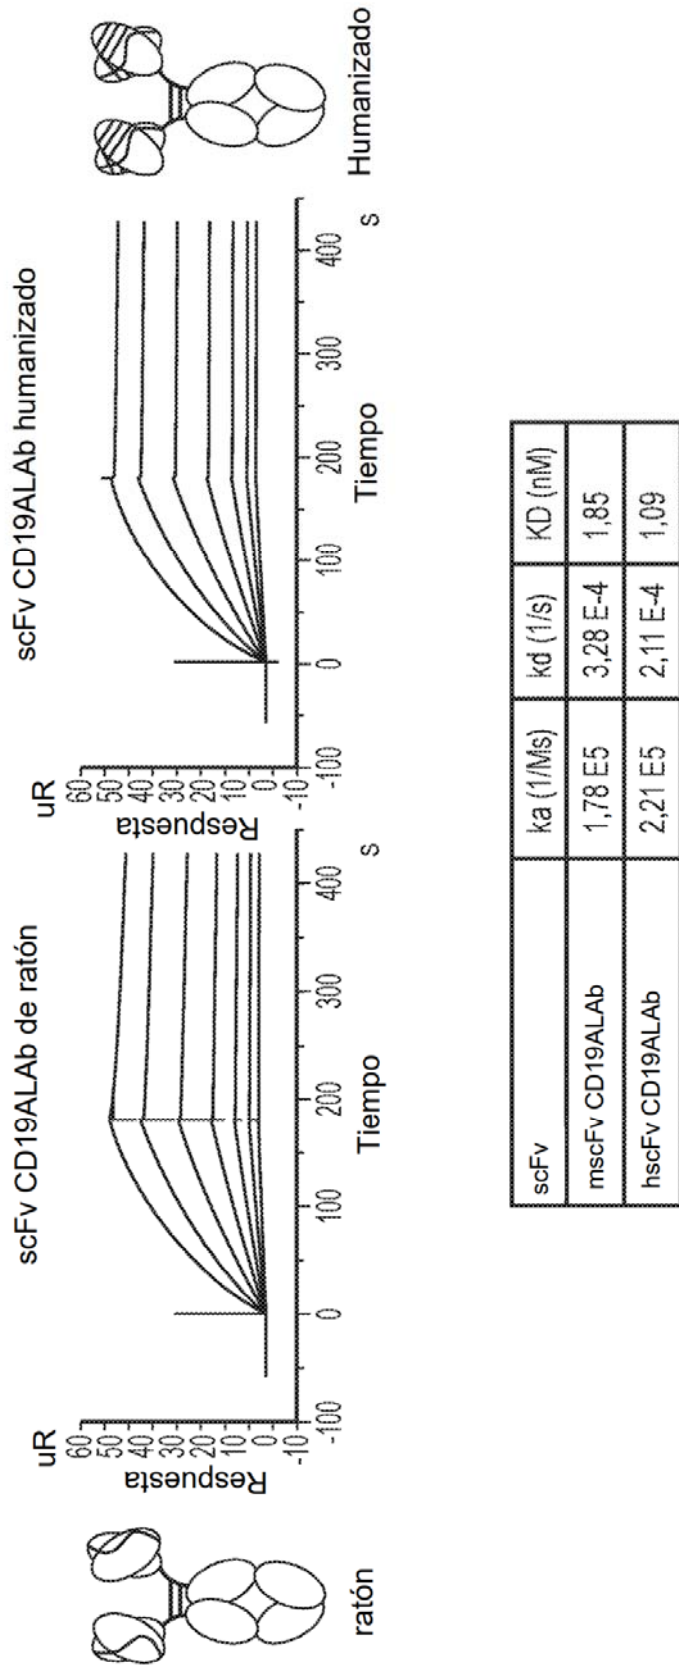 ratón
scFv CD19ALAb de ratón
uR
Respuesta
60
50
40
30
20
10
0
-10
-100
0
100
200
300
400
s
Tiempo
scFv CD19ALAb humanizado
uR
Respuesta
60
50
40
30
20
10
0
-10
-100
0
100
200
300
400
s
Tiempo
Humanizado
scFv ka (1/Ms) kd (1/s) KD (nM)
mscFv CD19ALAb 1,78 E5 3,28 E-4 1,85
hscFv CD19ALAb 2,21 E5 2,11 E-4 1,09